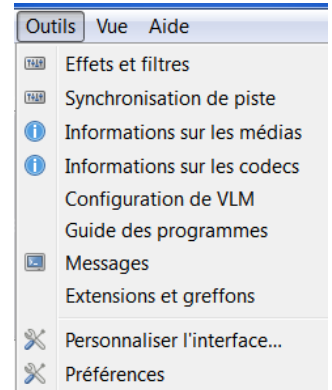 Outils Vue Aide
Effets et filtres
Synchronisation de piste
Informations sur les médias
Informations sur les codecs
Configuration de VLM
Guide des programmes
Messages
Extensions et greffons
Personnaliser l'interface...
Préférences